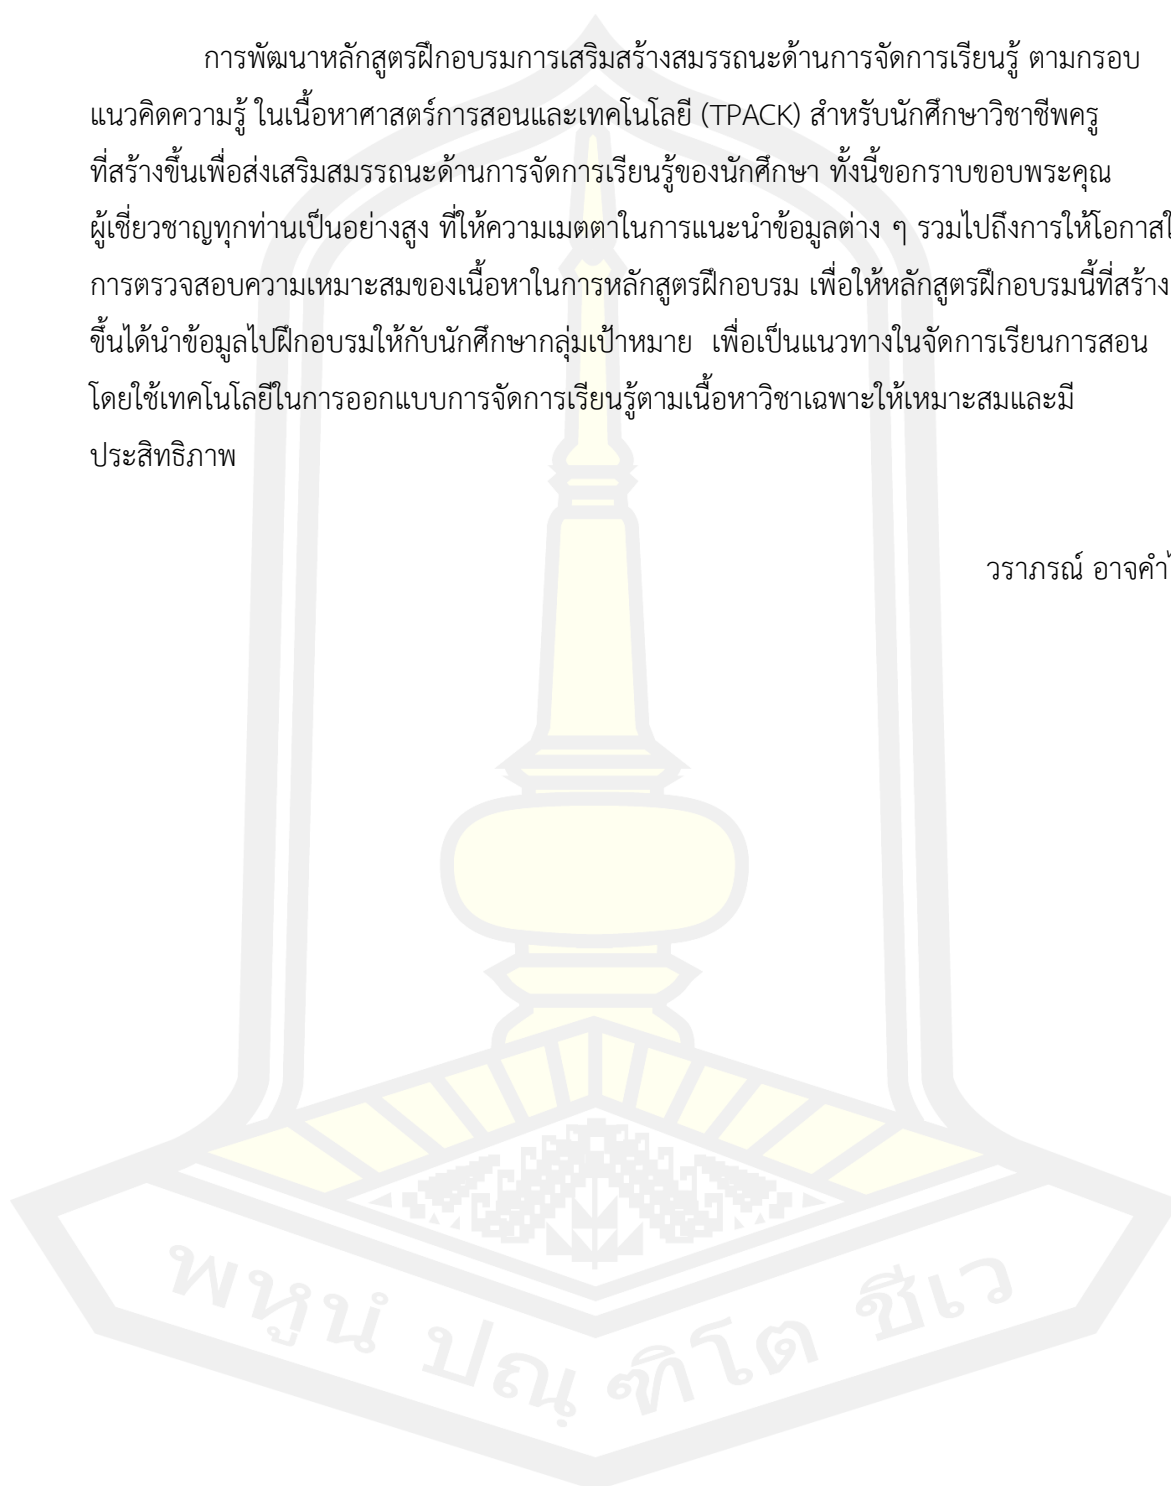 การพัฒนาหลักสูตรฝึกอบรมการเสริมสร้างสมรรถนะด้านการจัดการเรียนรู้ ตามกรอบ
แนวคิดความรู้ ในเนื้อหาศาสตร์การสอนและเทคโนโลยี (TPACK) สำหรับนักศึกษาวิชาชีพครู
ที่สร้างขึ้นเพื่อส่งเสริมสมรรถนะด้านการจัดการเรียนรู้ของนักศึกษา ทั้งนี้ขอกราบขอบพระคุณ
ผู้เชี่ยวชาญทุกท่านเป็นอย่างสูง ที่ให้ความเมตตาในการแนะนำข้อมูลต่าง ๆ รวมไปถึงการให้โอกาสใ
การตรวจสอบความเหมาะสมของเนื้อหาในการหลักสูตรฝึกอบรม เพื่อให้หลักสูตรฝึกอบรมนี้ที่สร้าง
ขึ้นได้นำข้อมูลไปฝึกอบรมให้กับนักศึกษากลุ่มเป้าหมาย เพื่อเป็นแนวทางในจัดการเรียนการสอน
โดยใช้เทคโนโลยีในการออกแบบการจัดการเรียนรู้ตามเนื้อหาวิชาเฉพาะให้เหมาะสมและมี
ประสิทธิภาพ
วราภรณ์ อาจคำ
พหูนํ ปณฺ ฑิโต ชีเว